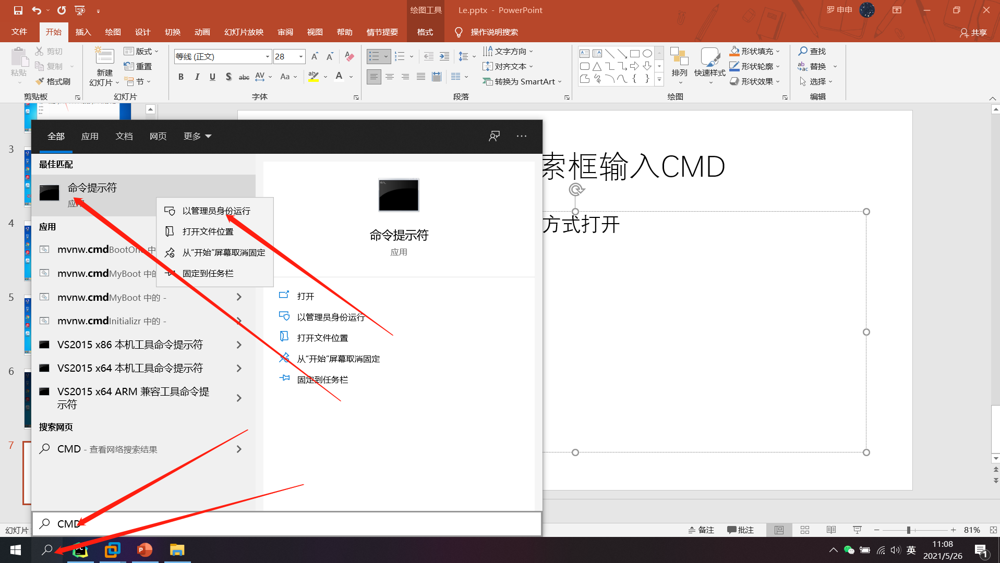 绘图工具
Le.pptx - PowerPoint
罗 申申
文件
开始
插入
绘图
设计
切换
动画
幻灯片放映
审阅
视图
帮助
情节提要
格式
操作说明搜索
共享
粘贴
剪切
复制
格式刷
剪贴板
新建
幻灯片
版式
重置
节
幻灯片
等线 (正文)
28
B I U S abc AV Aa A
字体
文字方向
对齐文本
转换为 SmartArt
段落
排列
快速样式
形状填充
形状轮廓
形状效果
绘图
查找
替换
选择
编辑
3
4
5
6
7
全部
应用
文档
网页
更多
最佳匹配
命令提示符
应用
以管理员身份运行
打开文件位置
从“开始”屏幕取消固定
固定到任务栏
应用
mvnw.cmdBootOne 中
mvnw.cmdMyBoot 中的
mvnw.cmdMyBoot 中的 -
mvnw.cmdInitializr 中的 -
VS2015 x86 本机工具命令提示符
VS2015 x64 本机工具命令提示符
VS2015 x64 ARM 兼容工具命令提
示符
搜索网页
CMD - 查看网络搜索结果
命令提示符
应用
打开
以管理员身份运行
打开文件位置
从“开始”屏幕取消固定
固定到任务栏
CMD
索框输入CMD
方式打开
幻灯片
备注
批注
81%
英
11:08
2021/5/26
1